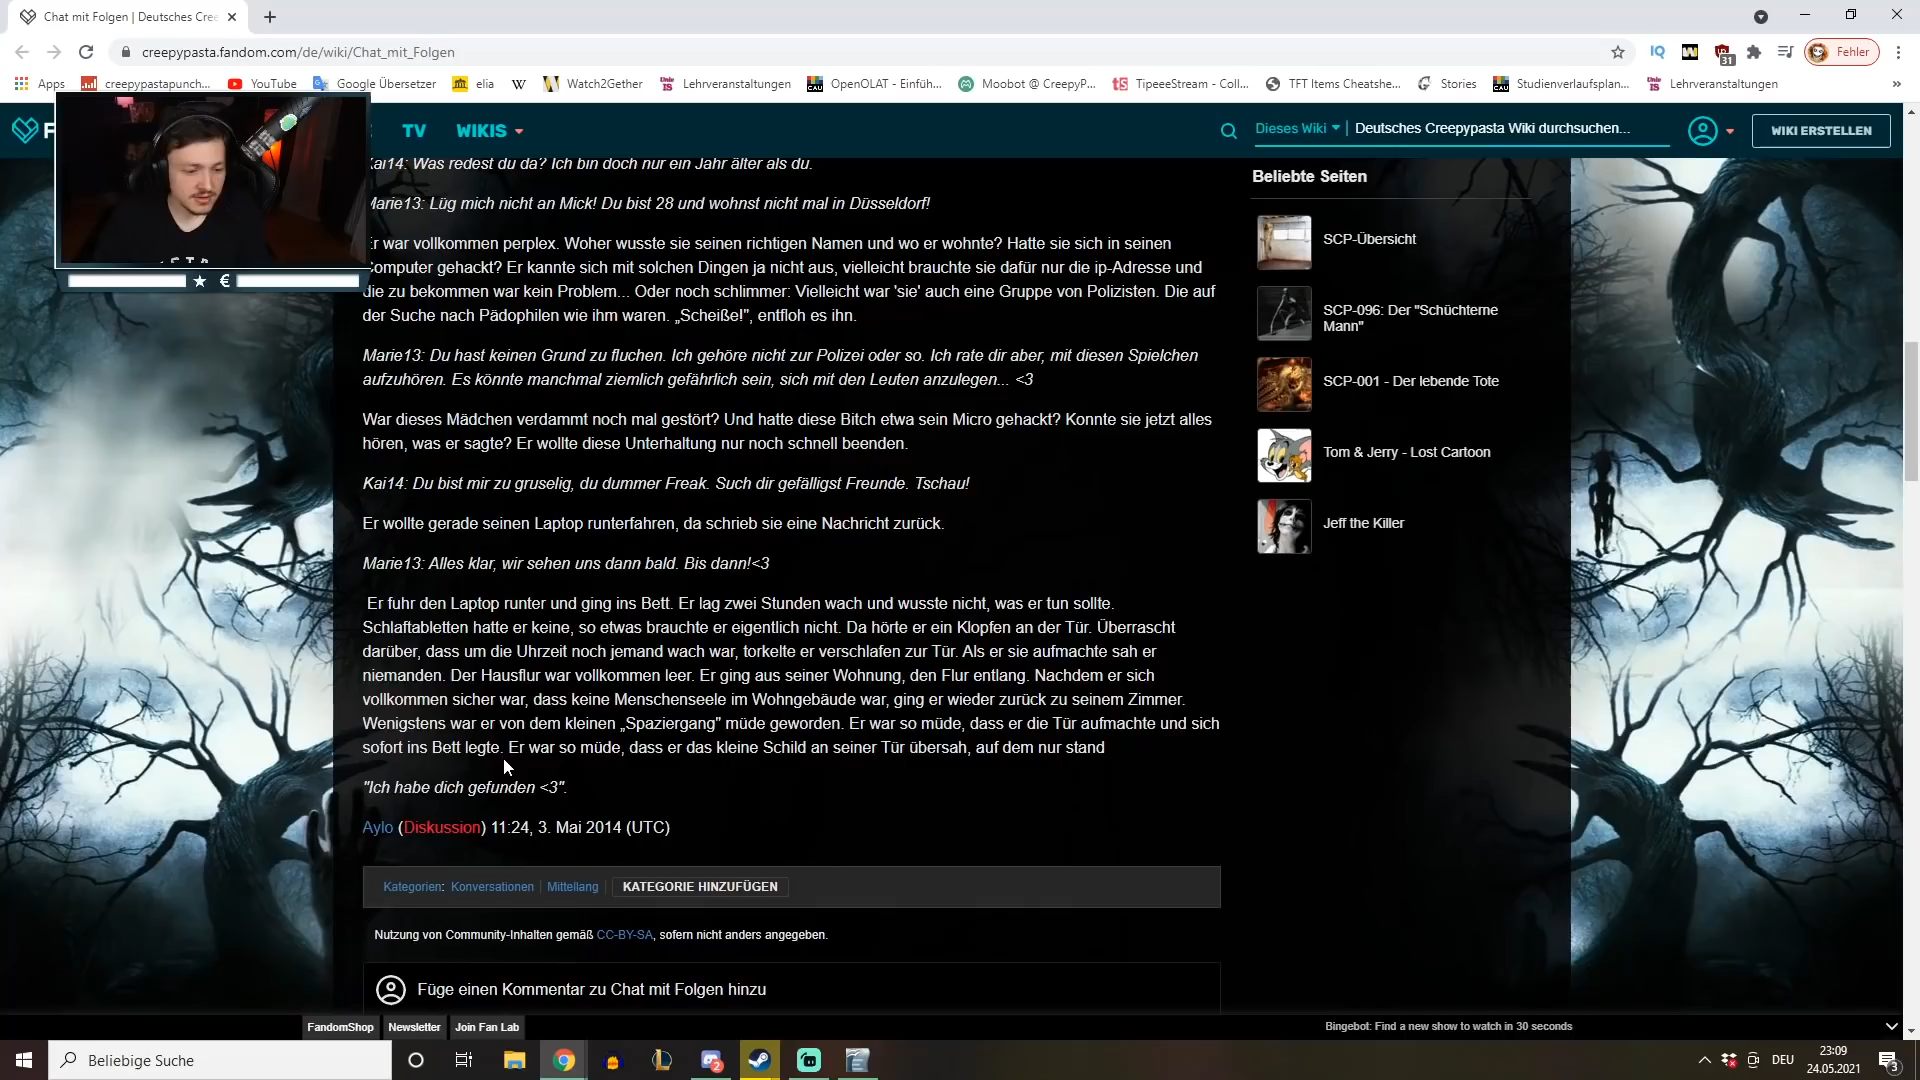 Chat mit Folgen | Deutsches Cree
creepypasta.fandom.com/de/wiki/Chat_mit_Folgen
IQ
31
Fehler
Apps
creepypastapunch...
YouTube
Google Übersetzer
elia
W
Watch2Gether
Lehrveranstaltungen
OpenOLAT - Einfüh...
Moobot @ CreepyP...
TipeeeStream - Coll...
TFT Items Cheatshe...
Stories
Studienverlaufsplan...
Lehrveranstaltungen
»
F
TV
WIKIS
Dieses Wiki
Deutsches Creepypasta Wiki durchsuchen...
WIKI ERSTELLEN
Kai14: Was redest du da? Ich bin doch nur ein Jahr älter als du.
Marie13: Lüg mich nicht an Mick! Du bist 28 und wohnst nicht mal in Düsseldorf!
Er war vollkommen perplex. Woher wusste sie seinen richtigen Namen und wo er wohnte? Hatte sie sich in seinen
Computer gehackt? Er kannte sich mit solchen Dingen ja nicht aus, vielleicht brauchte sie dafür nur die ip-Adresse und
die zu bekommen war kein Problem... Oder noch schlimmer: Vielleicht war 'sie' auch eine Gruppe von Polizisten. Die auf
der Suche nach Pädophilen wie ihm waren. „Scheiße!", entfloh es ihn.
Marie13: Du hast keinen Grund zu fluchen. Ich gehöre nicht zur Polizei oder so. Ich rate dir aber, mit diesen Spielchen
aufzuhören. Es könnte manchmal ziemlich gefährlich sein, sich mit den Leuten anzulegen... <3
War dieses Mädchen verdammt noch mal gestört? Und hatte diese Bitch etwa sein Micro gehackt? Konnte sie jetzt alles
hören, was er sagte? Er wollte diese Unterhaltung nur noch schnell beenden.
Kai14: Du bist mir zu gruselig, du dummer Freak. Such dir gefälligst Freunde. Tschau!
Er wollte gerade seinen Laptop runterfahren, da schrieb sie eine Nachricht zurück.
Marie13: Alles klar, wir sehen uns dann bald. Bis dann!<3
Er fuhr den Laptop runter und ging ins Bett. Er lag zwei Stunden wach und wusste nicht, was er tun sollte.
Schlaftabletten hatte er keine, so etwas brauchte er eigentlich nicht. Da hörte er ein Klopfen an der Tür. Überrascht
darüber, dass um die Uhrzeit noch jemand wach war, torkelte er verschlafen zur Tür. Als er sie aufmachte sah er
niemanden. Der Hausflur war vollkommen leer. Er ging aus seiner Wohnung, den Flur entlang. Nachdem er sich
vollkommen sicher war, dass keine Menschenseele im Wohngebäude war, ging er wieder zurück zu seinem Zimmer.
Wenigstens war er von dem kleinen „Spaziergang" müde geworden. Er war so müde, dass er die Tür aufmachte und sich
sofort ins Bett legte. Er war so müde, dass er das kleine Schild an seiner Tür übersah, auf dem nur stand
"Ich habe dich gefunden <3".
Aylo (Diskussion) 11:24, 3. Mai 2014 (UTC)
Kategorien: Konversationen | Mittellang | KATEGORIE HINZUFÜGEN
Nutzung von Community-Inhalten gemäß CC-BY-SA, sofern nicht anders angegeben.
Füge einen Kommentar zu Chat mit Folgen hinzu
Beliebte Seiten
SCP-Übersicht
SCP-096: Der "Schüchterne
Mann"
SCP-001 - Der lebende Tote
Tom & Jerry - Lost Cartoon
Jeff the Killer
★ €
FandomShop
Newsletter
Join Fan Lab
Bingebot: Find a new show to watch in 30 seconds
Beliebige Suche
2
DEU
23:09
24.05.2021
3